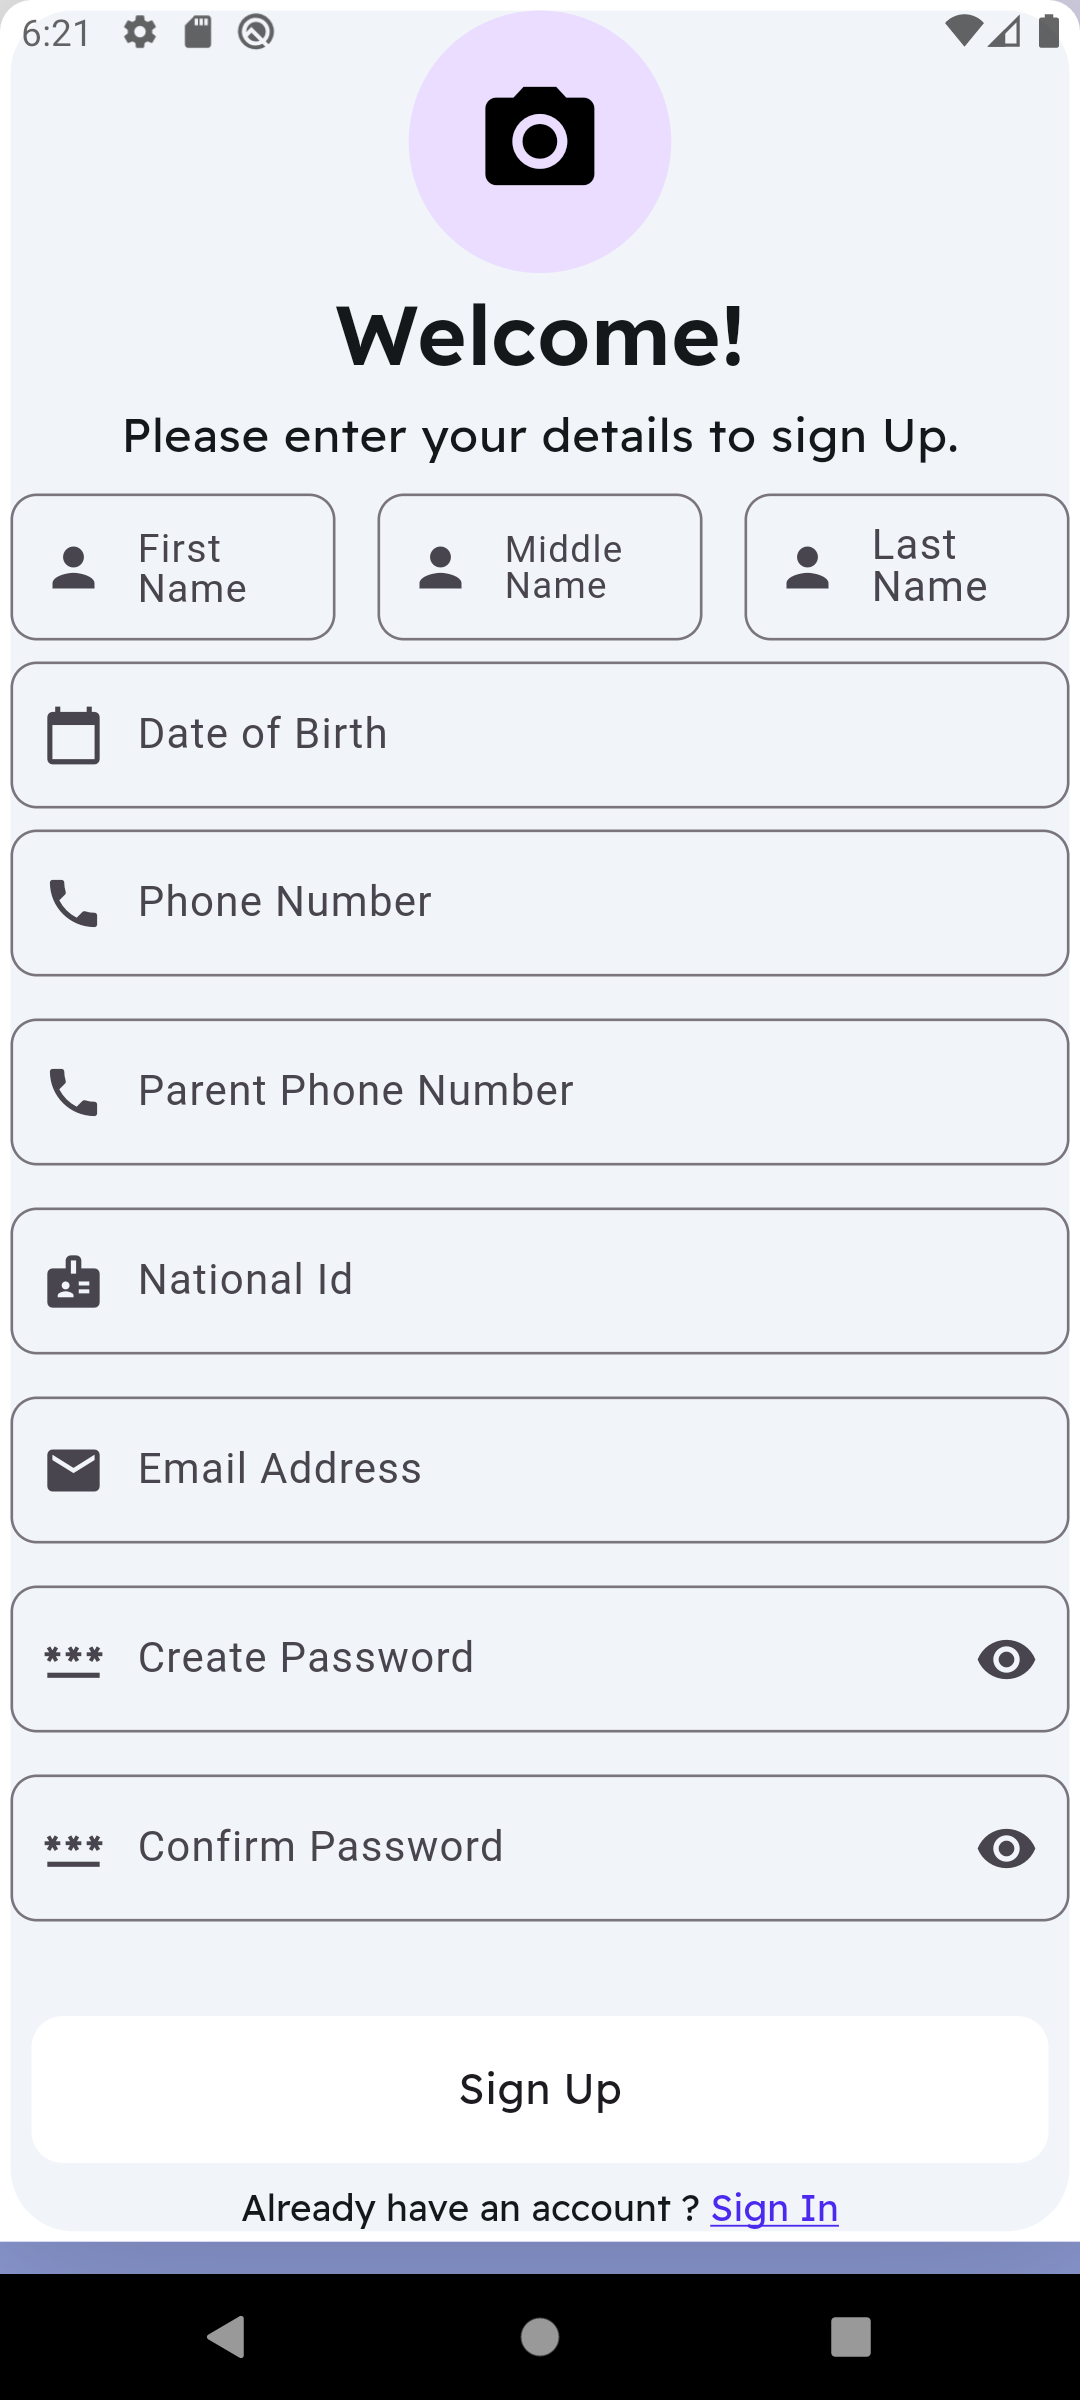 6:21
Welcome!
Please enter your details to sign Up.
First
Name
Middle
Name
Last
Name
Date of Birth
Phone Number
Parent Phone Number
National Id
Email Address
Create Password
Confirm Password
Sign Up
Already have an account ? Sign In